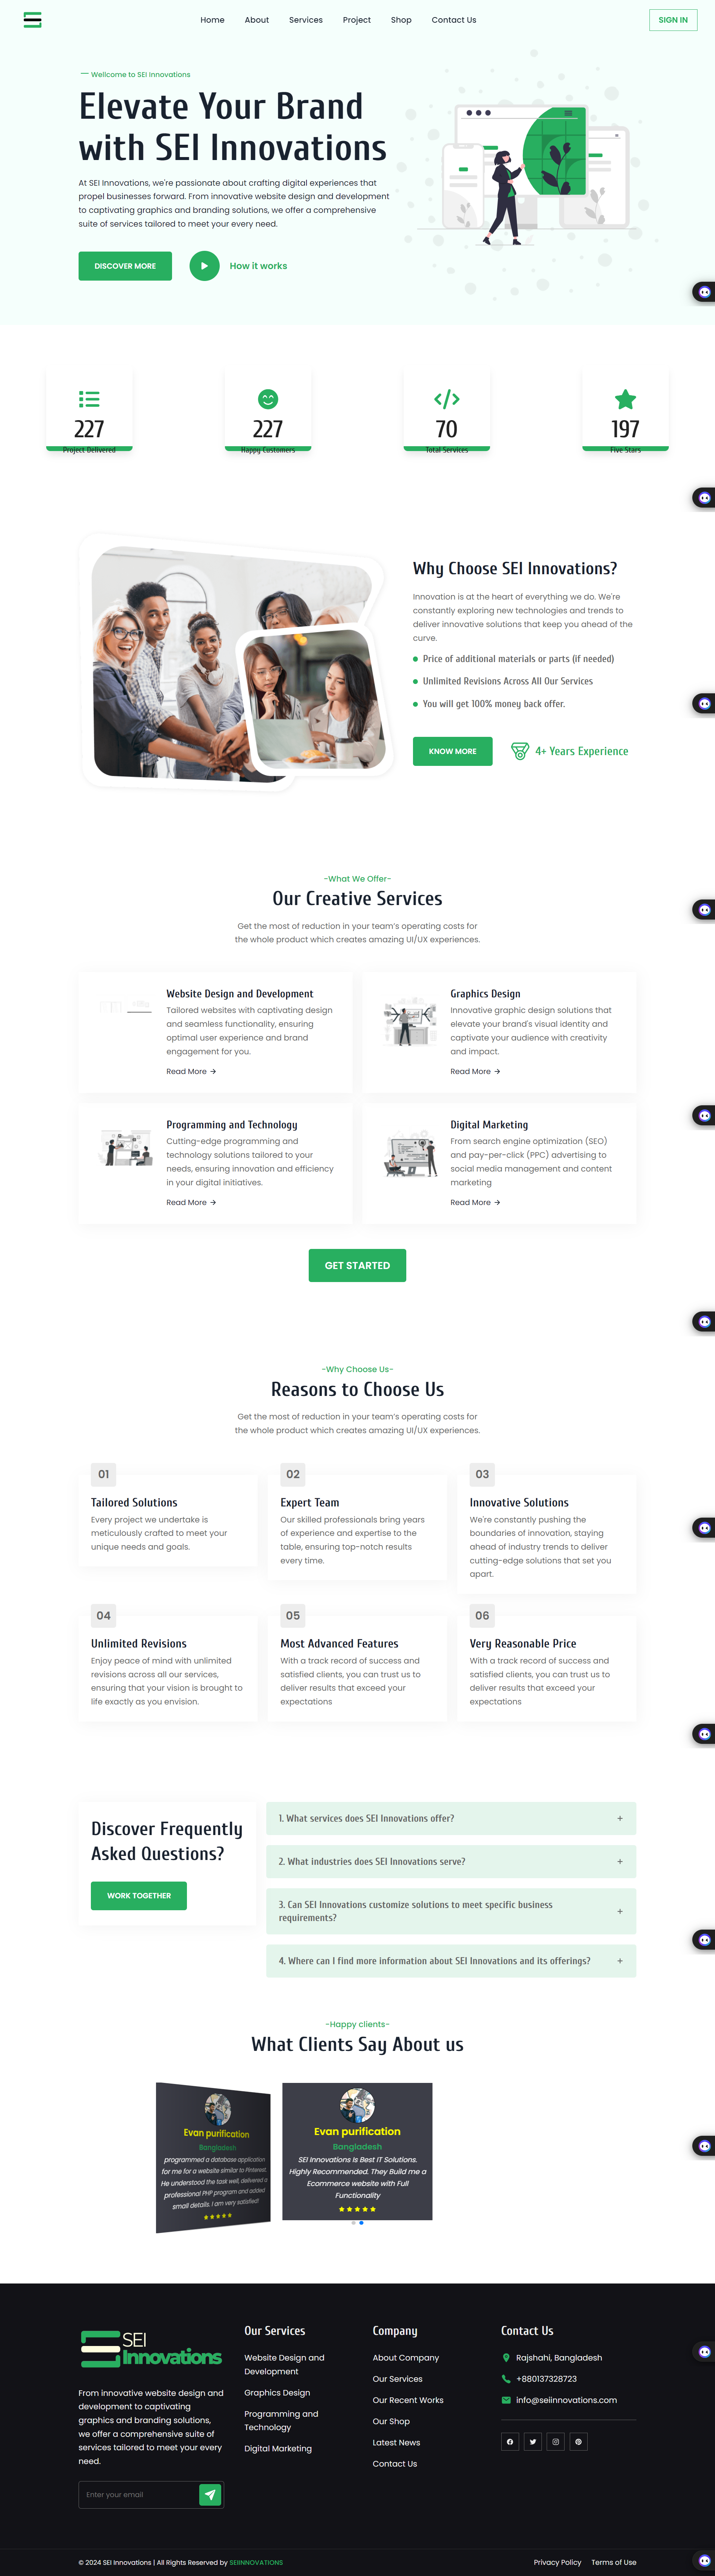 Home About Services Project Shop Contact Us SIGN IN
Wellcome to SEI Innovations
Elevate Your Brand
with SEI Innovations
At SEI Innovations, we're passionate about crafting digital experiences that
propel businesses forward. From innovative website design and development
to captivating graphics and branding solutions, we offer a comprehensive
suite of services tailored to meet your every need.
DISCOVER MORE How it works
227
Project Delivered
227
Happy Customers
70
Total Services
197
Five Stars
Why Choose SEI Innovations?
Innovation is at the heart of everything we do. We're
constantly exploring new technologies and trends to
deliver innovative solutions that keep you ahead of the
curve.
Price of additional materials or parts (if needed)
Unlimited Revisions Across All Our Services
You will get 100% money back offer.
KNOW MORE 4+ Years Experience
-What We Offer-
Our Creative Services
Get the most of reduction in your team's operating costs for
the whole product which creates amazing UI/UX experiences.
Website Design and Development
Tailored websites with captivating design
and seamless functionality, ensuring
optimal user experience and brand
engagement for you.
Read More →
Graphics Design
Innovative graphic design solutions that
elevate your brand's visual identity and
captivate your audience with creativity
and impact.
Read More →
Programming and Technology
Cutting-edge programming and
technology solutions tailored to your
needs, ensuring innovation and efficiency
in your digital initiatives.
Read More →
Digital Marketing
From search engine optimization (SEO)
and pay-per-click (PPC) advertising to
social media management and content
marketing
Read More →
GET STARTED
-Why Choose Us-
Reasons to Choose Us
Get the most of reduction in your team's operating costs for
the whole product which creates amazing UI/UX experiences.
01
Tailored Solutions
Every project we undertake is
meticulously crafted to meet your
unique needs and goals.
02
Expert Team
Our skilled professionals bring years
of experience and expertise to the
table, ensuring top-notch results
every time.
03
Innovative Solutions
We're constantly pushing the
boundaries of innovation, staying
ahead of industry trends to deliver
cutting-edge solutions that set you
apart.
04
Unlimited Revisions
Enjoy peace of mind with unlimited
revisions across all our services,
ensuring that your vision is brought to
life exactly as you envision.
05
Most Advanced Features
With a track record of success and
satisfied clients, you can trust us to
deliver results that exceed your
expectations
06
Very Reasonable Price
With a track record of success and
satisfied clients, you can trust us to
deliver results that exceed your
expectations
Discover Frequently
Asked Questions?
WORK TOGETHER
1. What services does SEI Innovations offer? +
2. What industries does SEI Innovations serve? +
3. Can SEI Innovations customize solutions to meet specific business
requirements? +
4. Where can I find more information about SEI Innovations and its offerings? +
-Happy clients-
What Clients Say About us
Evan purification
Bangladesh
programmed a database application
for me for a website similar to Pinterest.
He understood the task well, delivered a
professional PHP program and added
small details. I am very satisfied!
Evan purification
Bangladesh
SEI Innovations is Best IT Solutions.
Highly Recommended. They Build me a
Ecommerce website with Full
Functionality
SEI
Innovations
From innovative website design and
development to captivating
graphics and branding solutions,
we offer a comprehensive suite of
services tailored to meet your every
need.
Enter your email
Our Services
Website Design and
Development
Graphics Design
Programming and
Technology
Digital Marketing
Company
About Company
Our Services
Our Recent Works
Our Shop
Latest News
Contact Us
Contact Us
Rajshahi, Bangladesh
+880137328723
info@seiinnovations.com
© 2024 SEI Innovations | All Rights Reserved by SEIINNOVATIONS
Privacy Policy Terms of Use